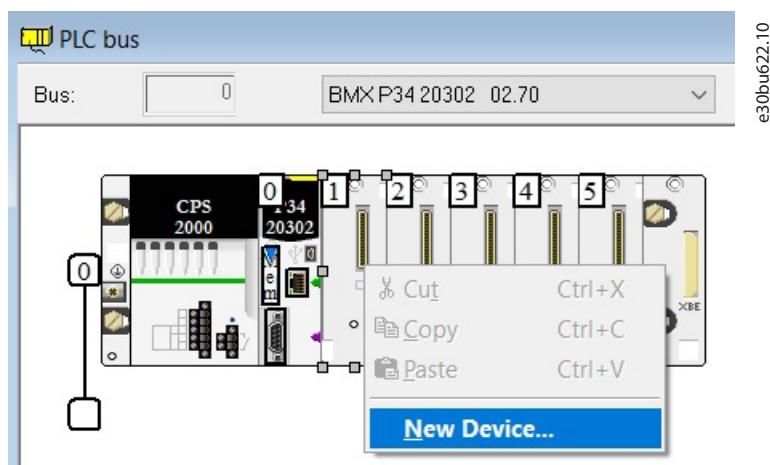 PLC bus
e30bu622.10
Bus:
0
BMX P34 20302 02.70
CPS
2000
0
P34
20302
1
2
3
4
5
0
Mem
XBE
Cut Ctrl+X
Copy Ctrl+C
Paste Ctrl+V
New Device...